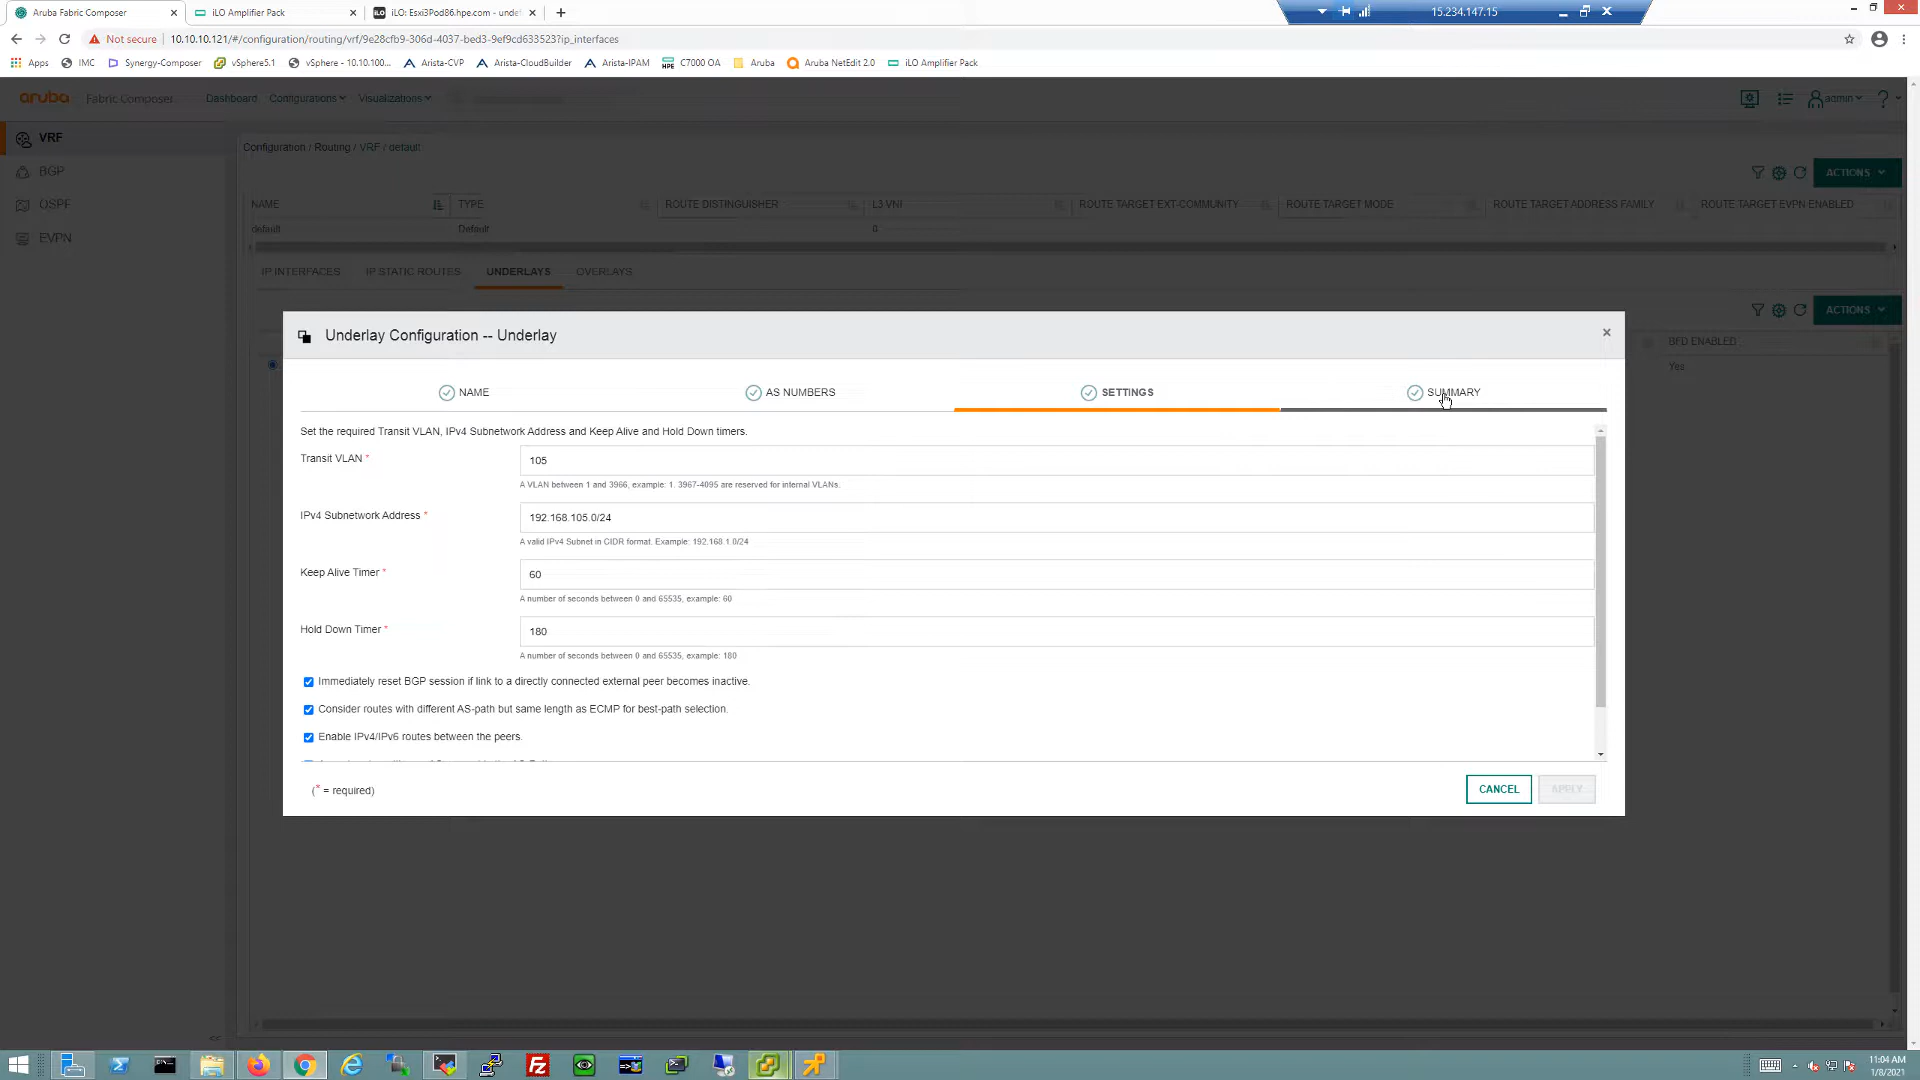 Aruba Fabric Composer
iLO Amplifier Pack
iLO: Esxi3Pod86.hpe.com - unde
15.234.147.15
Not secure
10.10.10.121/#/configuration/routing/vrf/9e28cfb9-306d-4037-bed3-9ef9cd633523?ip_interfaces
Apps
IMC
Synergy-Composer
vSphere5.1
vSphere - 10.10.100...
Arista-CVP
Arista-CloudBuilder
Arista-IPAM
C7000 OA
Aruba
Aruba NetEdit 2.0
iLO Amplifier Pack
aruba
Fabric Composer
Dashboard
Configurations
Visualizations
admin
VRF
BGP
OSPF
EVPN
Configuration / Routing / VRF / default
ACTIONS
NAME
TYPE
ROUTE DISTINGUISHER
L3 VNI
ROUTE TARGET EXT-COMMUNITY
ROUTE TARGET MODE
ROUTE TARGET ADDRESS FAMILY
ROUTE TARGET EVPN ENABLED
default
Default
0
IP INTERFACES
IP STATIC ROUTES
UNDERLAYS
OVERLAYS
ACTIONS
BFD ENABLED
Yes
Underlay Configuration -- Underlay
NAME
AS NUMBERS
SETTINGS
SUMMARY
Set the required Transit VLAN, IPv4 Subnetwork Address and Keep Alive and Hold Down timers.
Transit VLAN *
105
A VLAN between 1 and 3966, example: 1. 3967-4095 are reserved for internal VLANs.
IPv4 Subnetwork Address *
192.168.105.0/24
A valid IPv4 Subnet in CIDR format. Example: 192.168.1.0/24
Keep Alive Timer *
60
A number of seconds between 0 and 65535, example: 60
Hold Down Timer *
180
A number of seconds between 0 and 65535, example: 180
Immediately reset BGP session if link to a directly connected external peer becomes inactive.
Consider routes with different AS-path but same length as ECMP for best-path selection.
Enable IPv4/IPv6 routes between the peers.
(* = required)
CANCEL
APPLY
<<
11:04 AM
1/8/2021